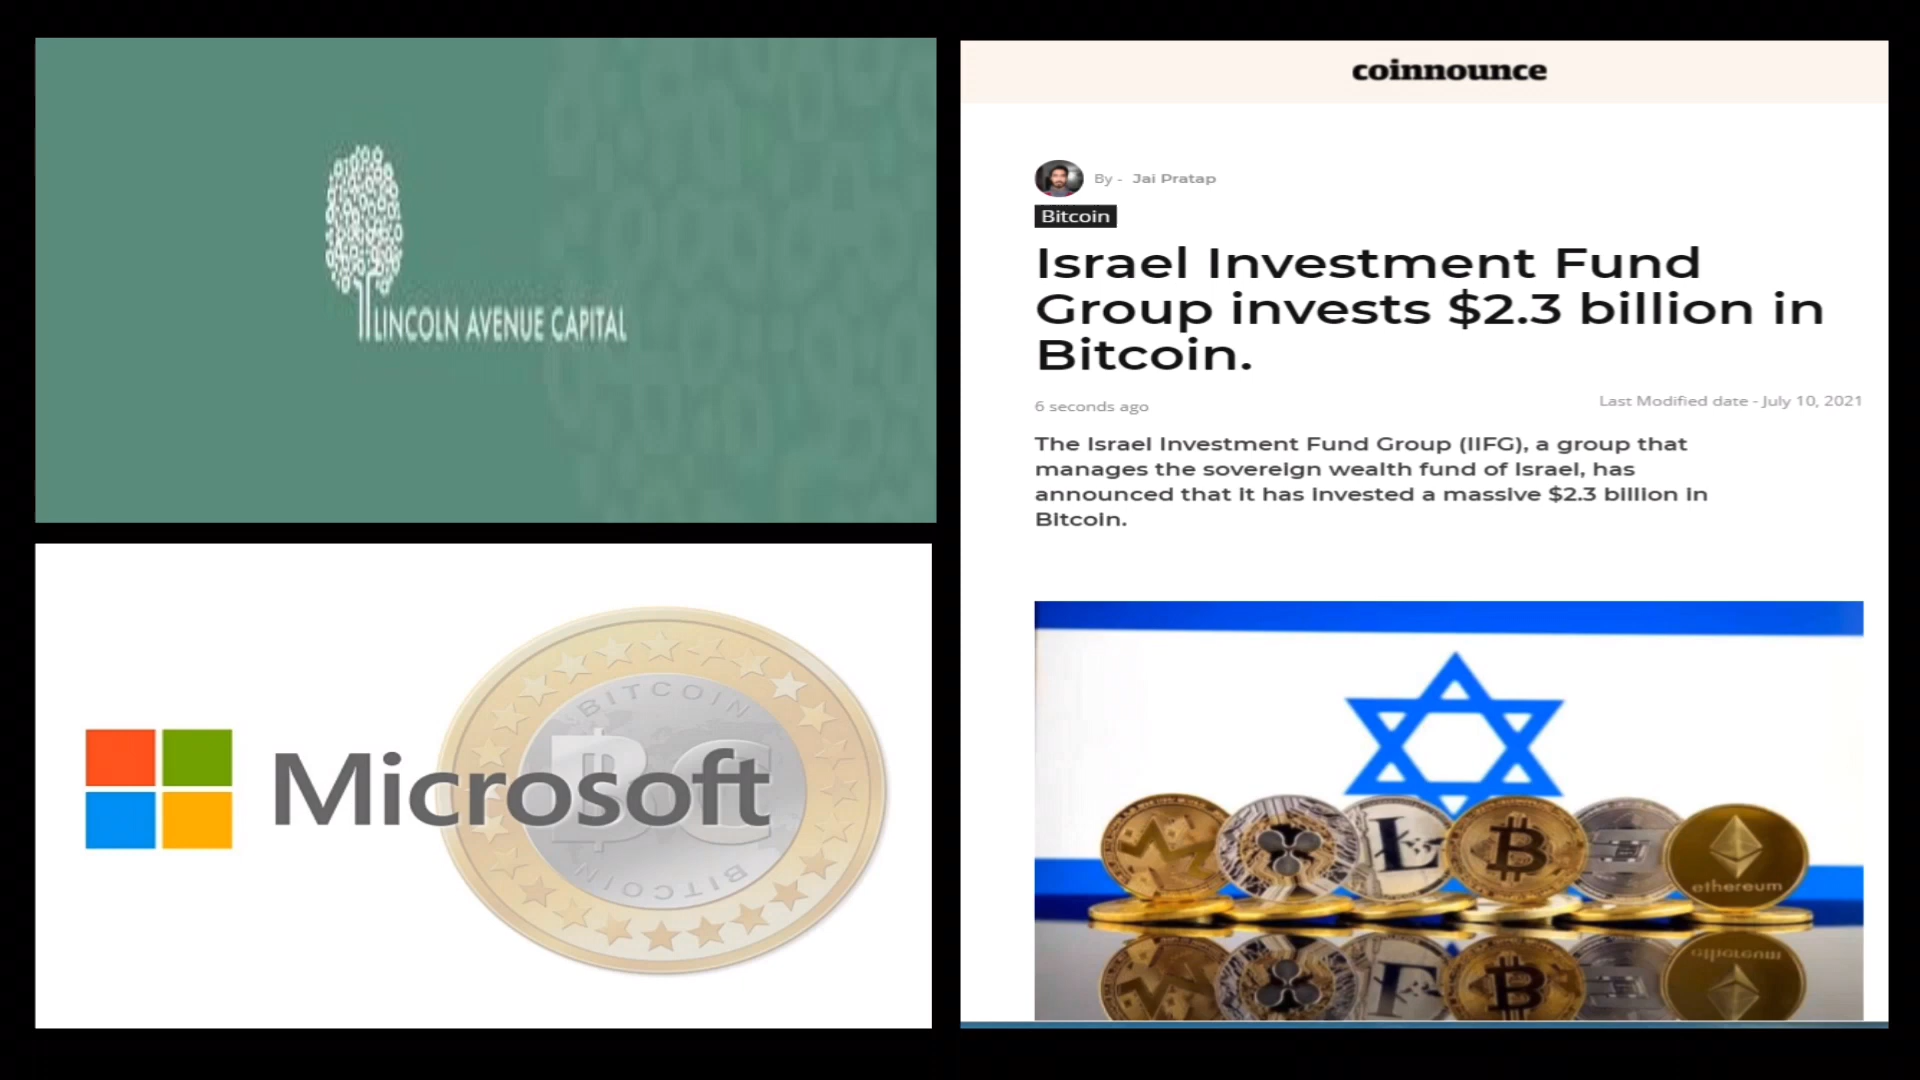 LINCOLN AVENUE CAPITAL
Microsoft
BITCOIN
BC
BITCOIN
coinnounce
By - Jai Pratap
Bitcoin
Israel Investment Fund
Group invests $2.3 billion in
Bitcoin.
6 seconds ago
Last Modified date - July 10, 2021
The Israel Investment Fund Group (IIFG), a group that
manages the sovereign wealth fund of Israel, has
announced that it has invested a massive $2.3 billion in
Bitcoin.
ethereum